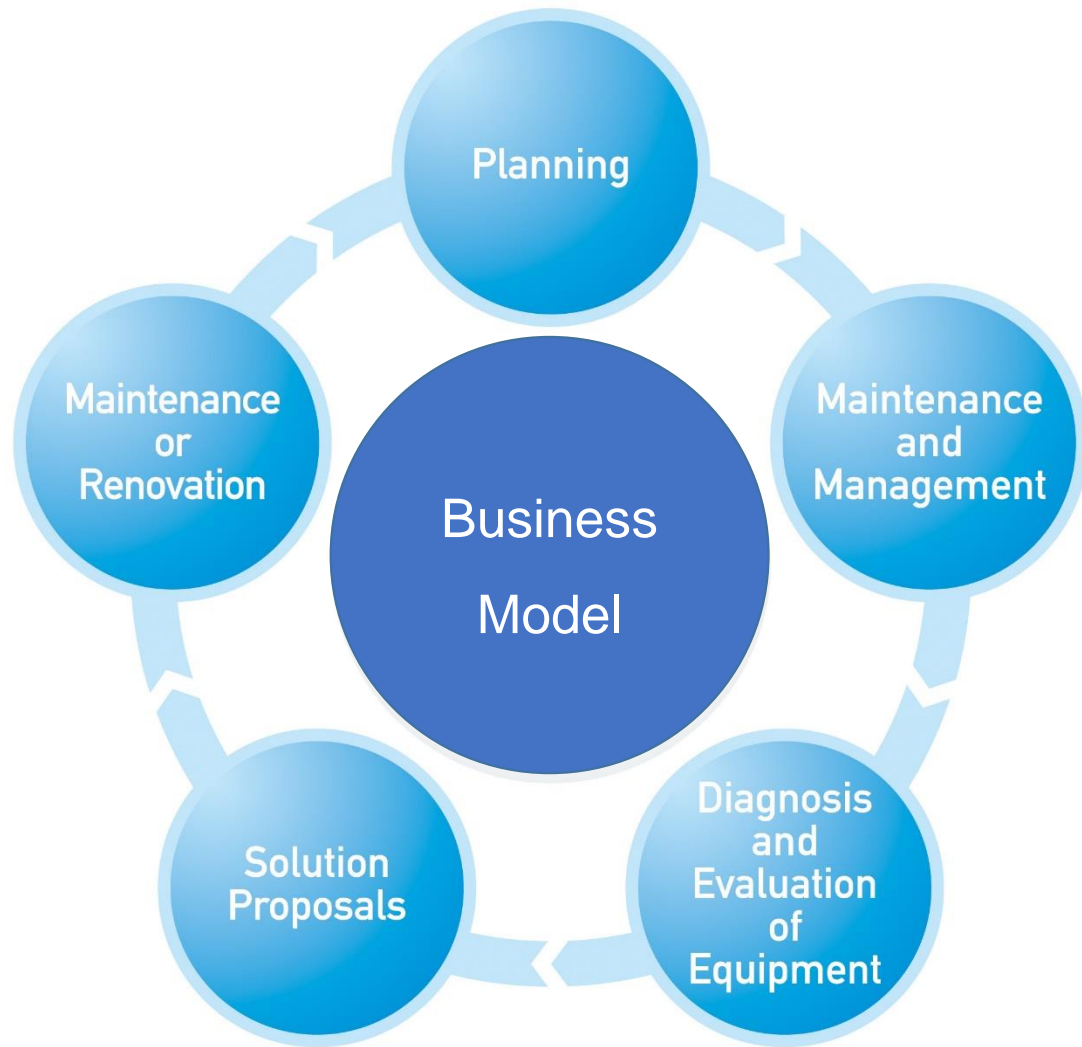 Planning
Maintenance
or
Renovation
Maintenance
and
Management
Business
Model
Solution
Proposals
Diagnosis
and
Evaluation
of
Equipment